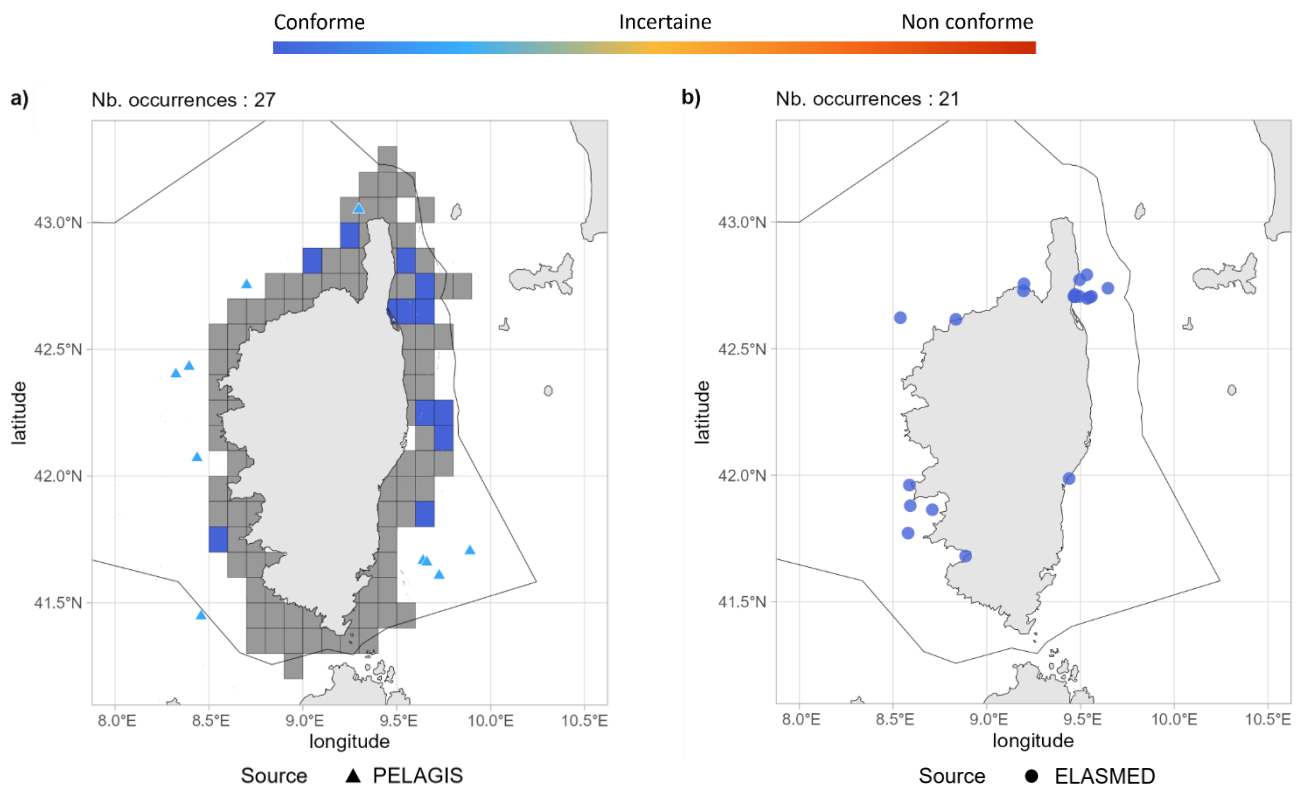 Conforme Incertaine Non conforme
a) Nb. occurrences : 27
43.0°N
42.5°N
42.0°N
41.5°N
latitude
8.0°E 8.5°E 9.0°E 9.5°E 10.0°E 10.5°E
longitude
Source PELAGIS
b) Nb. occurrences : 21
43.0°N
42.5°N
42.0°N
41.5°N
latitude
8.0°E 8.5°E 9.0°E 9.5°E 10.0°E 10.5°E
longitude
Source ELASMED